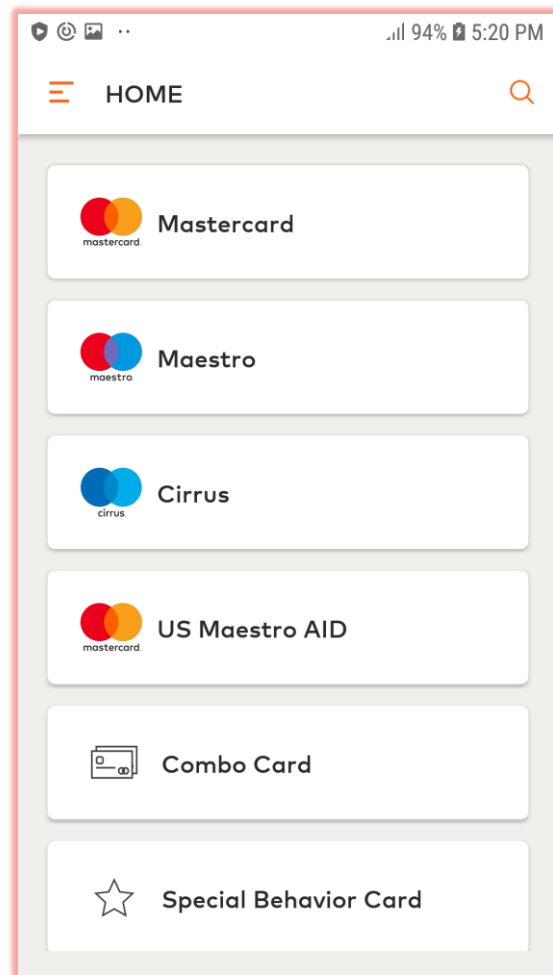 94% 5:20 PM
HOME
mastercard.
Mastercard
maestro.
Maestro
cirrus.
Cirrus
mastercard.
US Maestro AID
Combo Card
Special Behavior Card